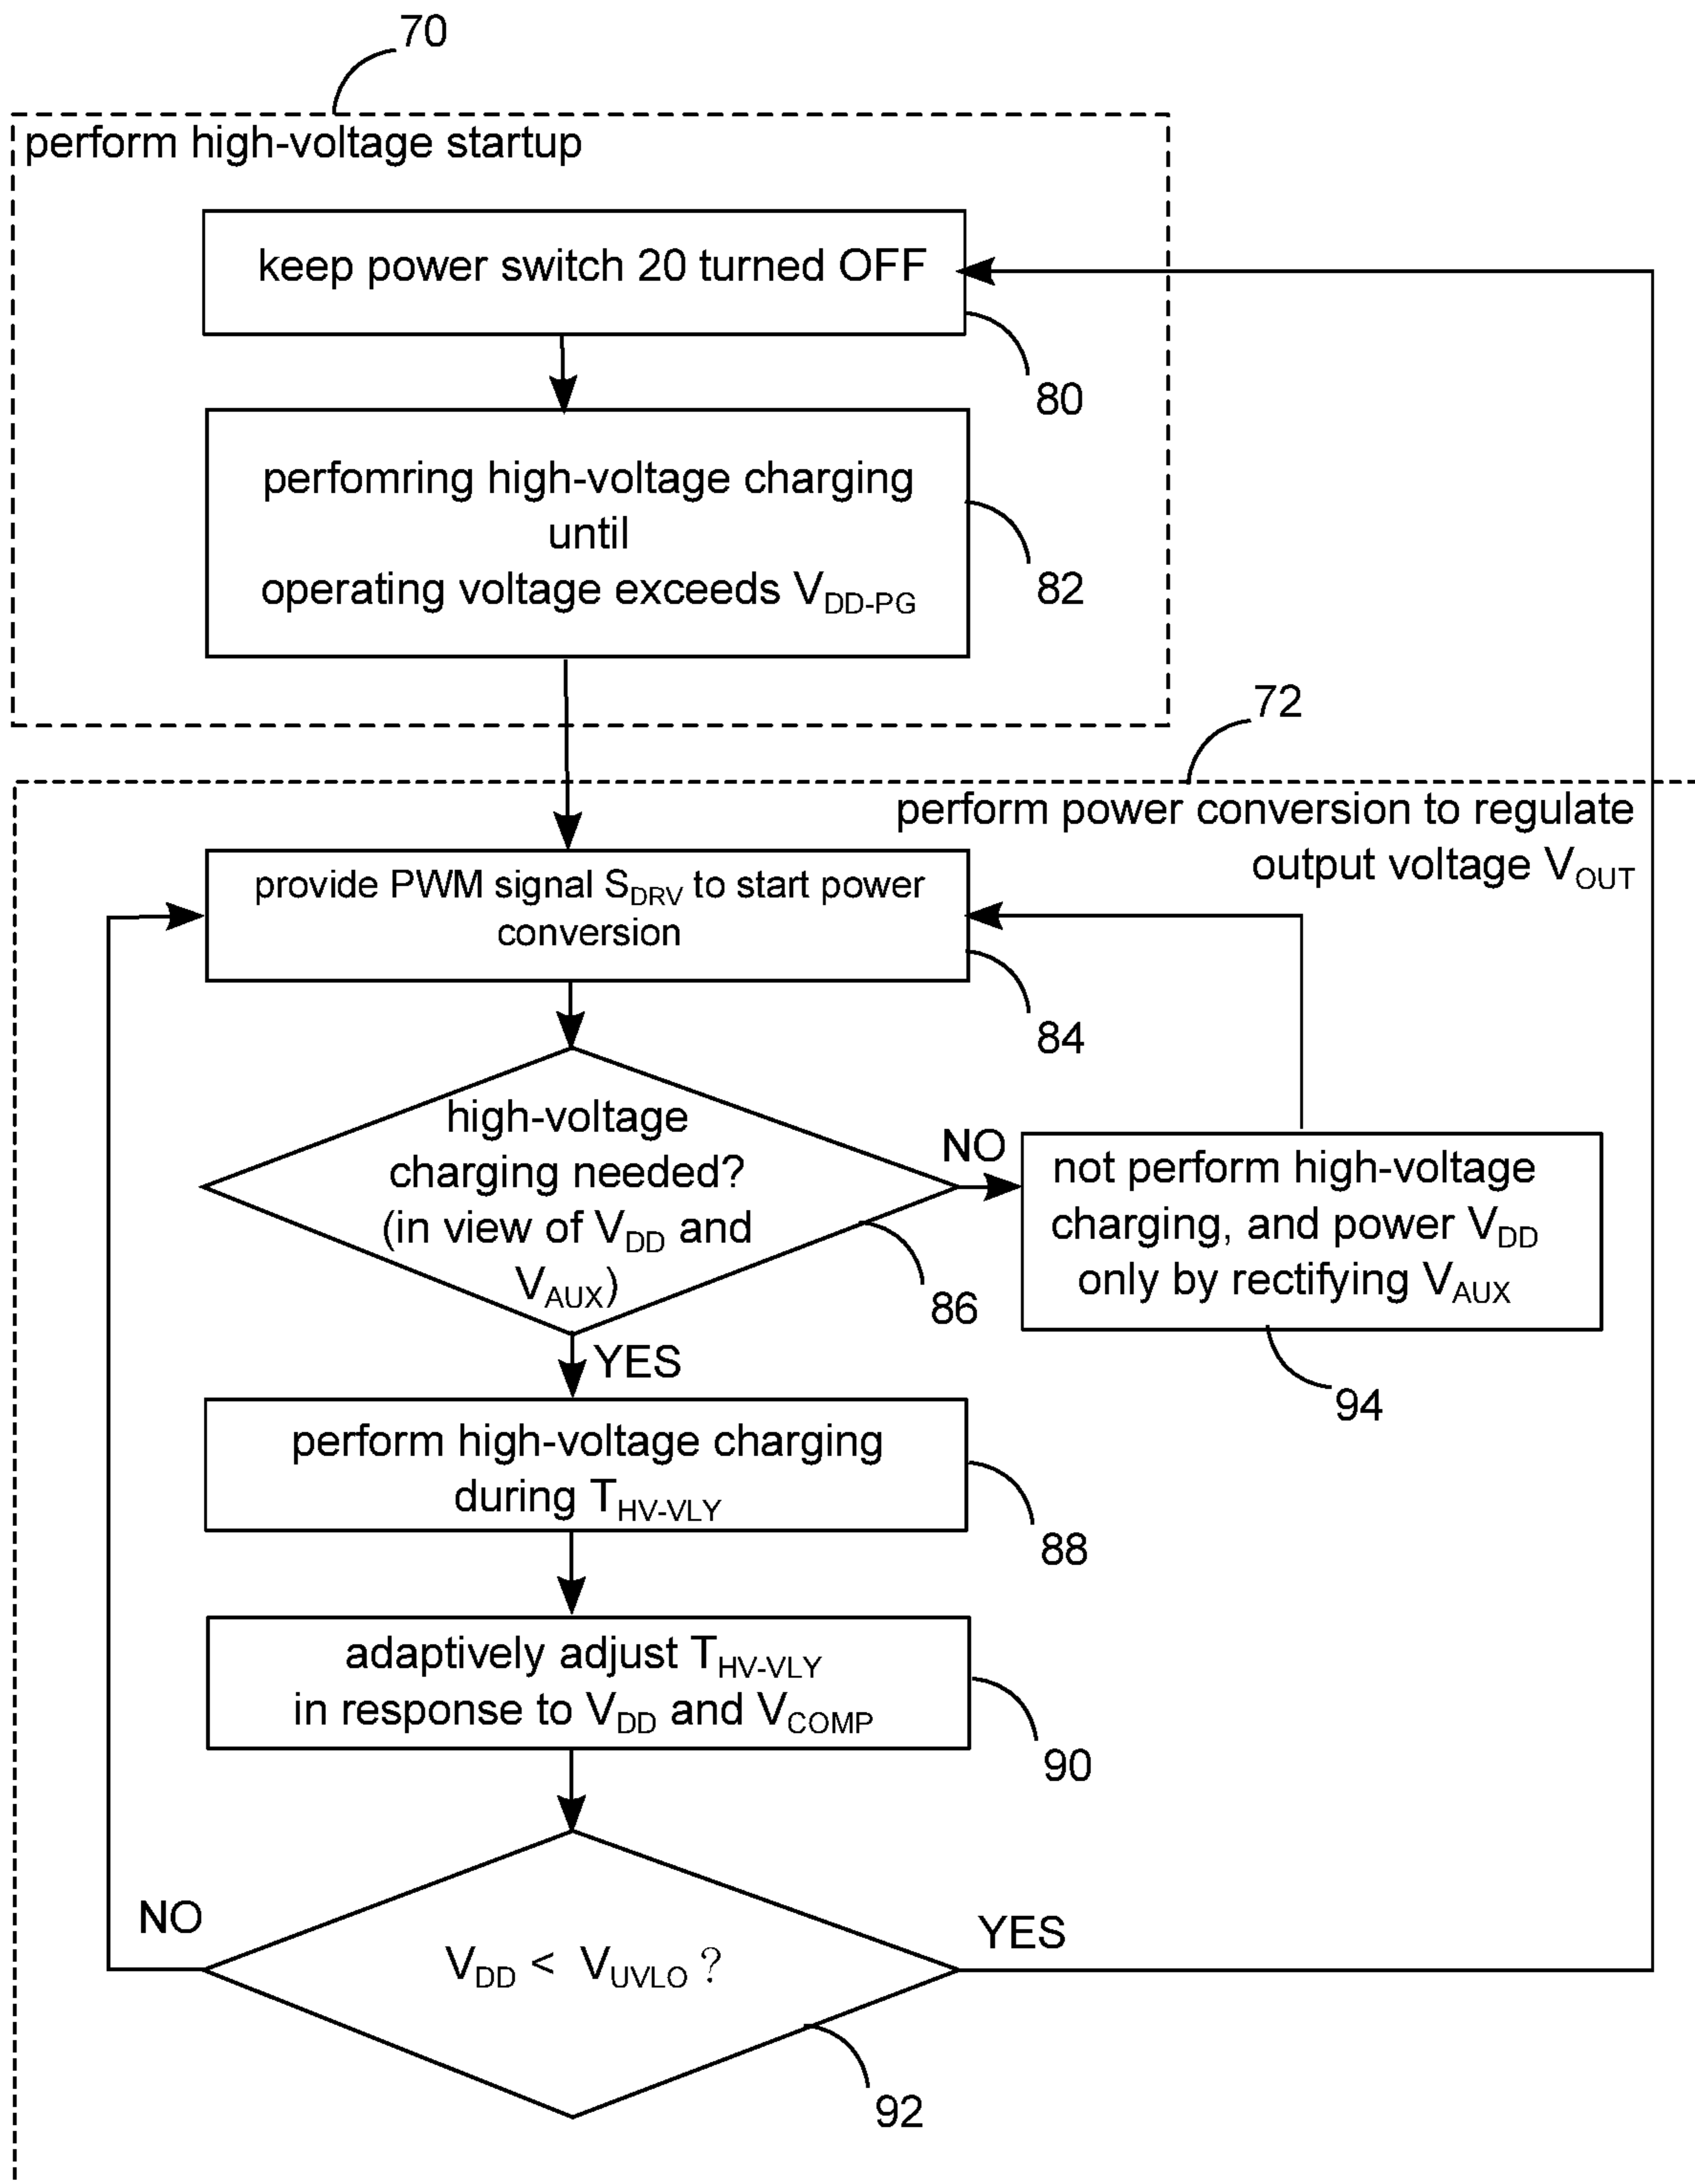 70
perform high-voltage startup
keep power switch 20 turned OFF
80
perfomring high-voltage charging
until
operating voltage exceeds VDD-PG
82
72
perform power conversion to regulate
output voltage VOUT
provide PWM signal SDRV to start power
conversion
84
high-voltage
charging needed?
(in view of VDD and
VAUX)
86
NO
not perform high-voltage
charging, and power VDD
only by rectifying VAUX
94
YES
perform high-voltage charging
during THV-VLY
88
adaptively adjust THV-VLY
in response to VDD and VCOMP
90
NO
VDD < VUVLO ?
YES
92